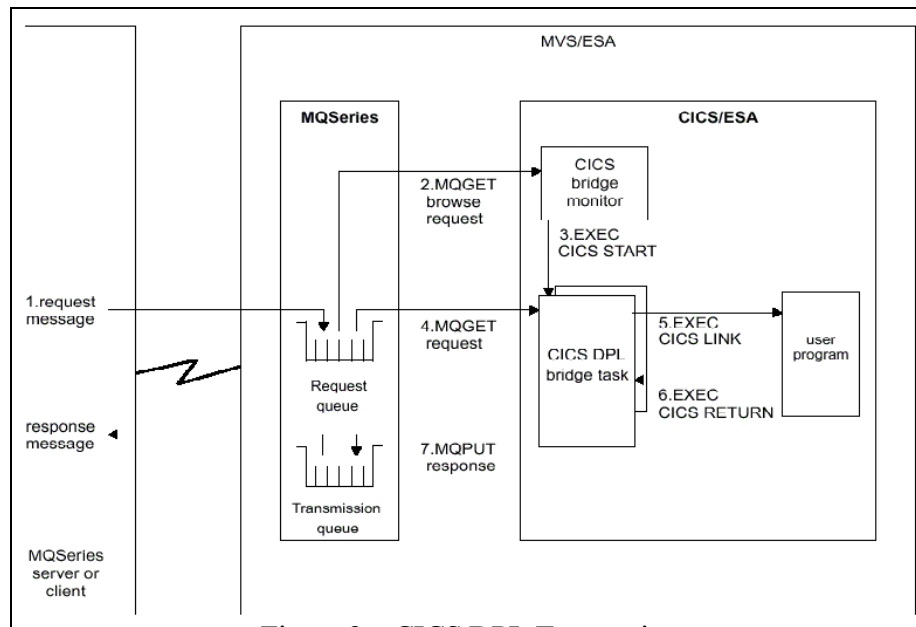 MVS/ESA
MQSeries
CICS/ESA
CICS
bridge
monitor
2.MQGET
browse
request
3.EXEC
CICS START
1.request
message
4.MQGET
request
CICS DPL
bridge task
5.EXEC
CICS LINK
user
program
Request
queue
6.EXEC
CICS RETURN
response
message
7.MQPUT
response
Transmission
queue
MQSeries
server or
client